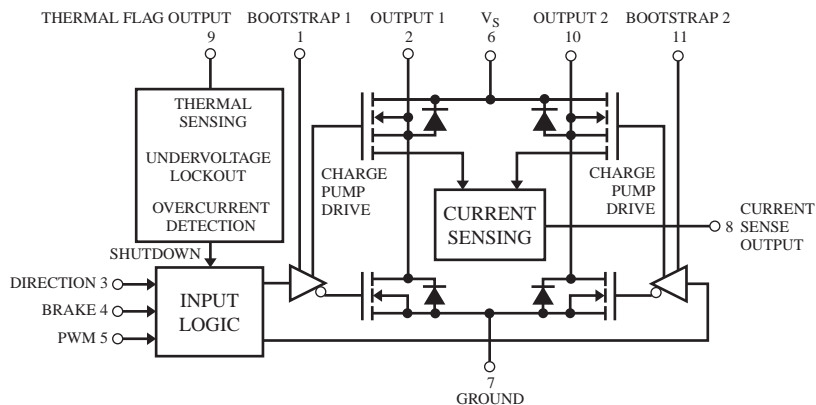 THERMAL FLAG OUTPUT
9
BOOTSTRAP 1
1
OUTPUT 1
2
VS
6
OUTPUT 2
10
BOOTSTRAP 2
11
THERMAL
SENSING
UNDERVOLTAGE
LOCKOUT
OVERCURRENT
DETECTION
CHARGE
PUMP
DRIVE
CURRENT
SENSING
CHARGE
PUMP
DRIVE
8 CURRENT
SENSE
OUTPUT
SHUTDOWN
DIRECTION 3
BRAKE 4
PWM 5
INPUT
LOGIC
7
GROUND